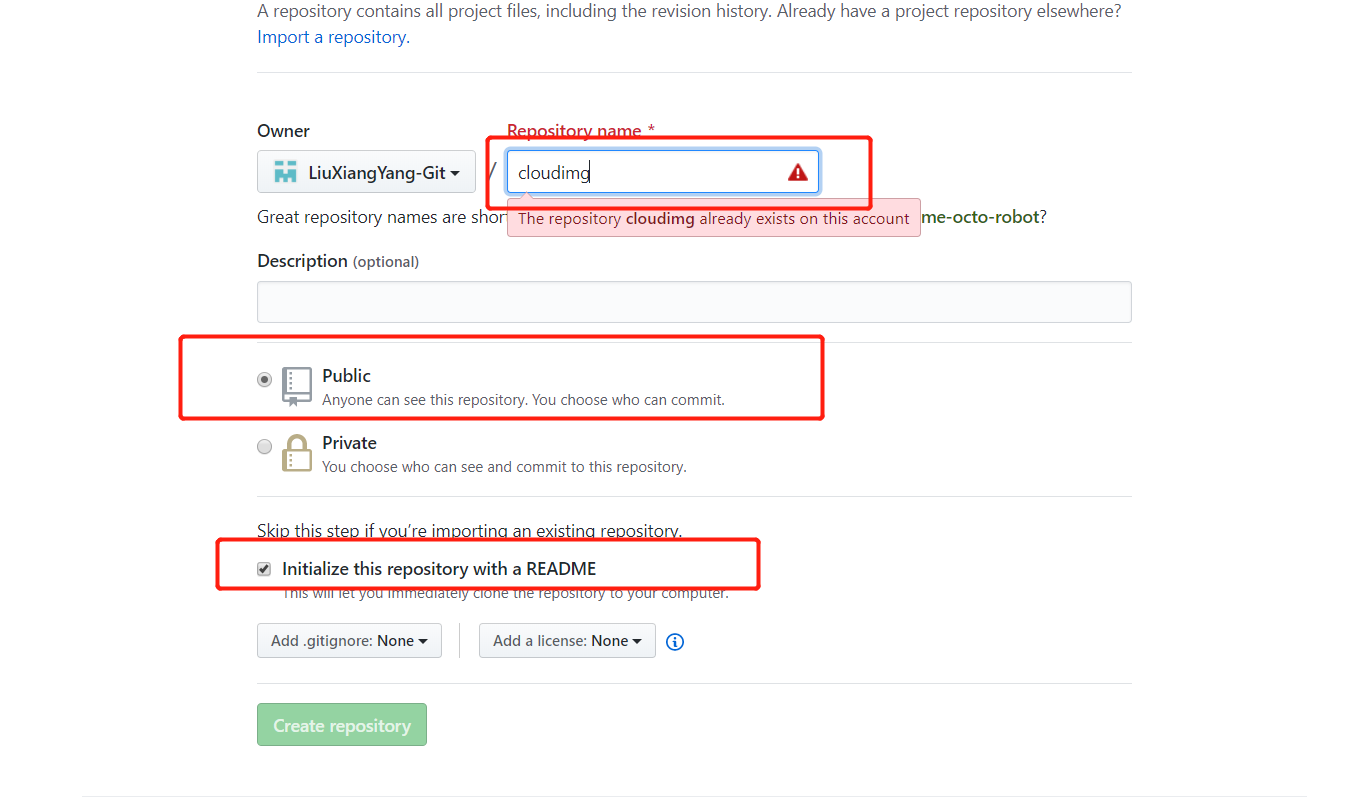 A repository contains all project files, including the revision history. Already have a project repository elsewhere?
Import a repository.
Owner
Repository name *
LiuXiangYang-Git
/
cloudimg
Great repository names are shor
The repository cloudimg already exists on this account
me-octo-robot?
Description (optional)
Public
Anyone can see this repository. You choose who can commit.
Private
You choose who can see and commit to this repository.
Skip this step if you’re importing an existing repository.
Initialize this repository with a README
This will let you immediately clone the repository to your computer.
Add .gitignore: None
Add a license: None
Create repository